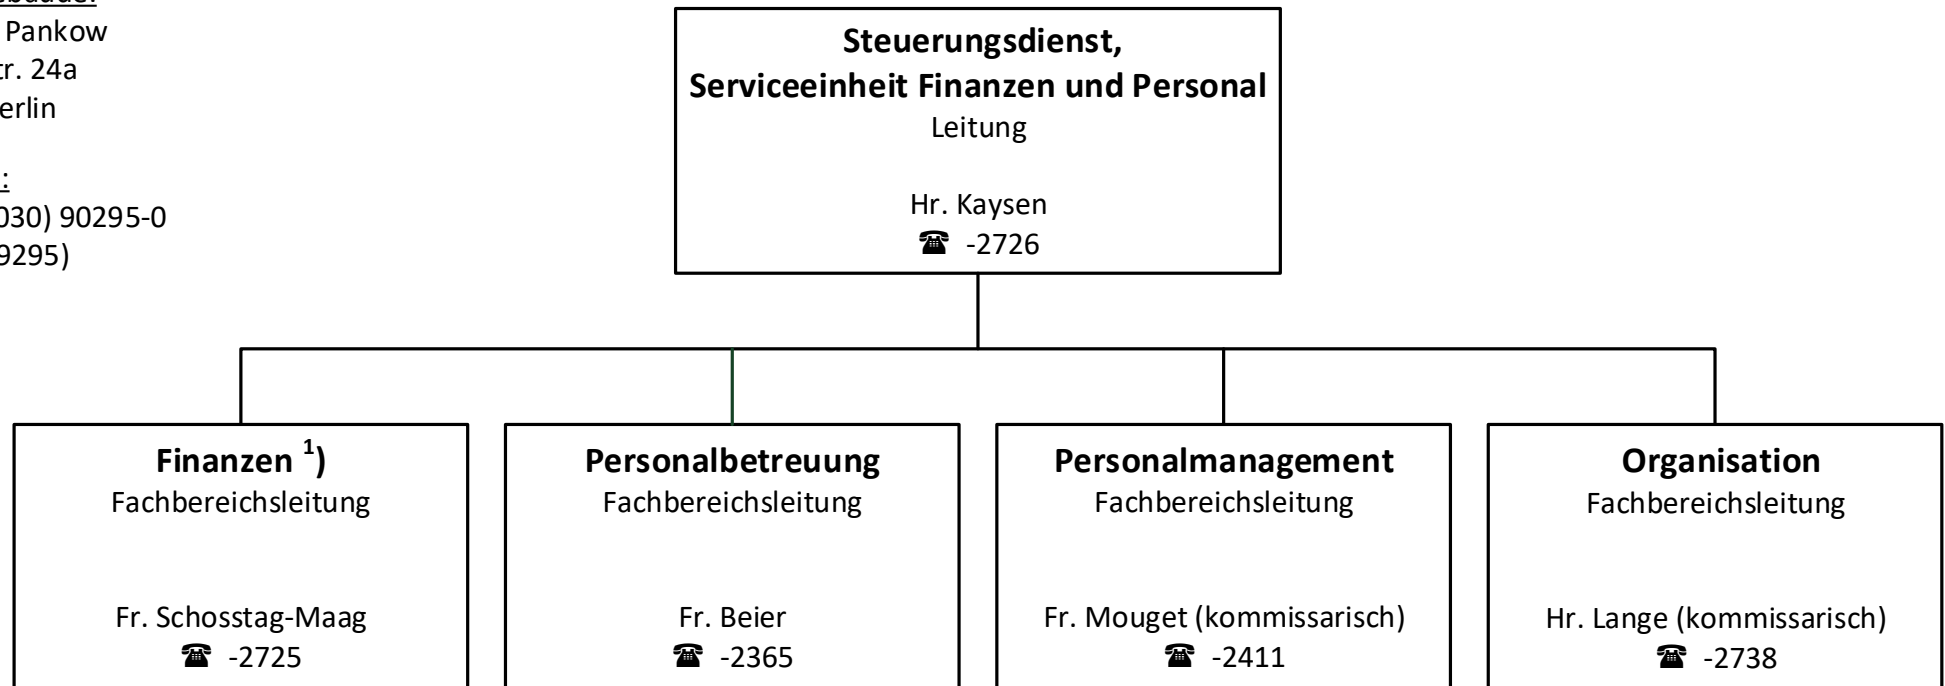 Pankow
tr. 24a
erlin
:
030) 90295-0
9295)
Steuerungsdienst,
Serviceeinheit Finanzen und Personal
Leitung
Hr. Kaysen
☎ -2726
Finanzen ¹)
Fachbereichsleitung
Fr. Schosstag-Maag
☎ -2725
Personalbetreuung
Fachbereichsleitung
Fr. Beier
☎ -2365
Personalmanagement
Fachbereichsleitung
Fr. Mouget (kommissarisch)
☎ -2411
Organisation
Fachbereichsleitung
Hr. Lange (kommissarisch)
☎ -2738